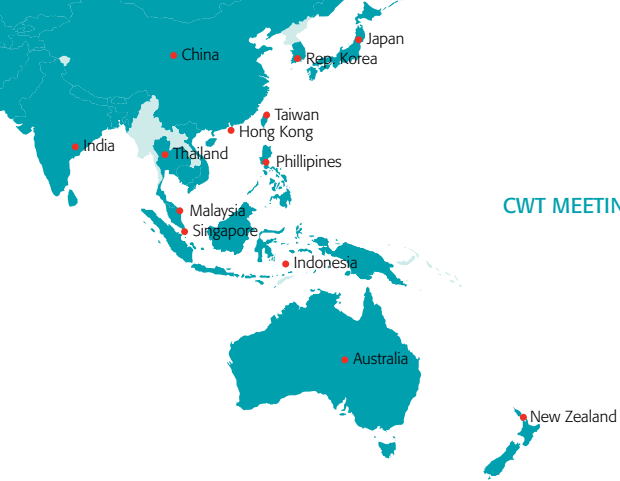 Japan
China
Rep. Korea
Taiwan
Hong Kong
India
Thailand
Phillipines
CWT MEETIN
Malaysia
Singapore
Indonesia
Australia
New Zealand